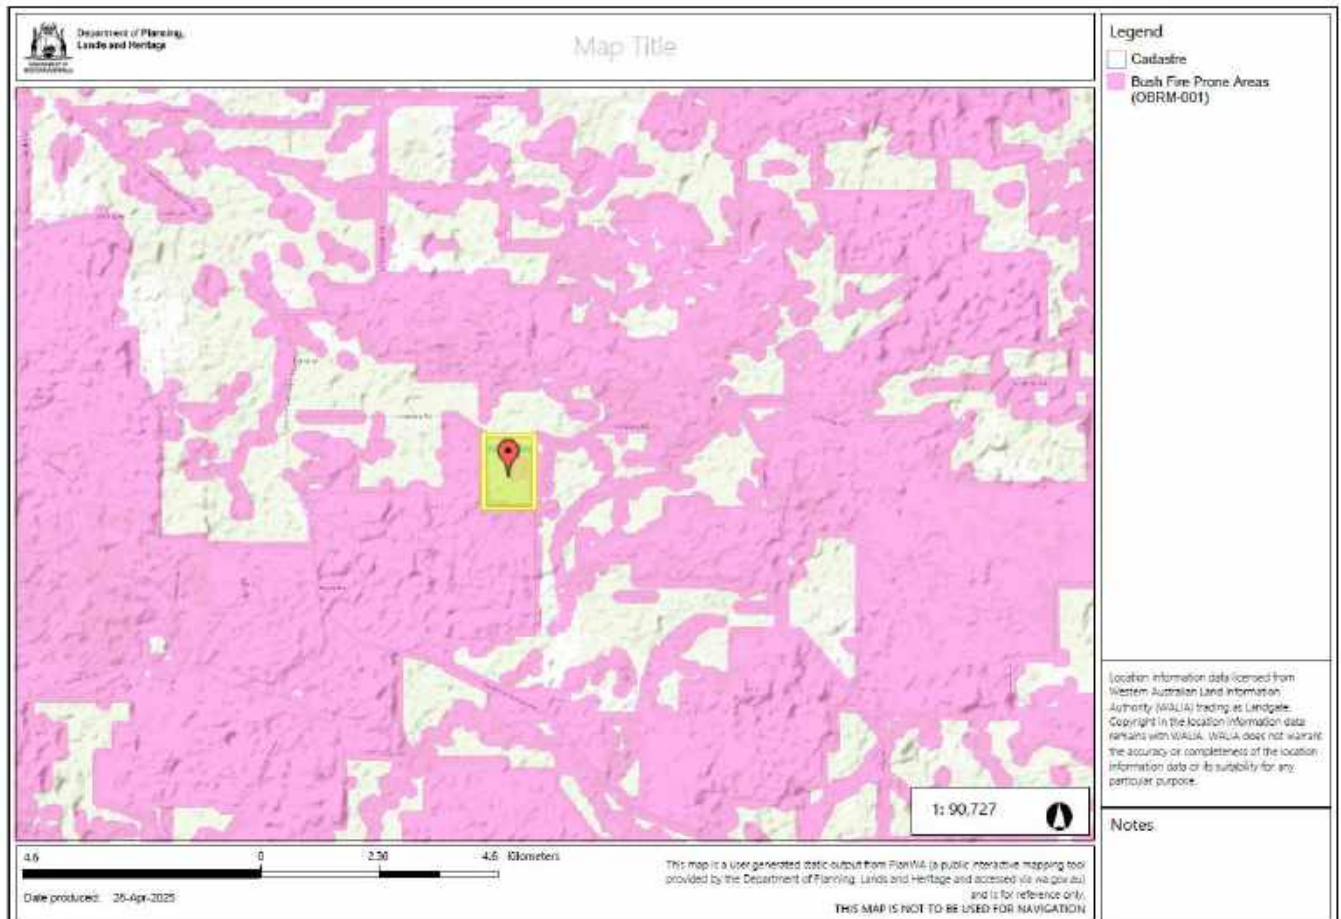 Department of Planning,
Lands and Heritage
Map Title
Legend
Cadastre
Bush Fire Prone Areas
(OBRM-001)
Location information data licensed from
Western Australian Land Information
Authority (WALIA) trading as Landgate.
Copyright in the location information data
remains with WALIA. WALIA does not warrant
the accuracy or completeness of the location
information data or its suitability for any
particular purpose.
1: 90,727
Notes
4.6 0 2.30 4.6 Kilometers
Date produced: 26-Apr-2025
This map is a user generated static output from PlanWA (a public interactive mapping tool
provided by the Department of Planning, Lands and Heritage and accessed via wa.gov.au)
and is for reference only.
THIS MAP IS NOT TO BE USED FOR NAVIGATION